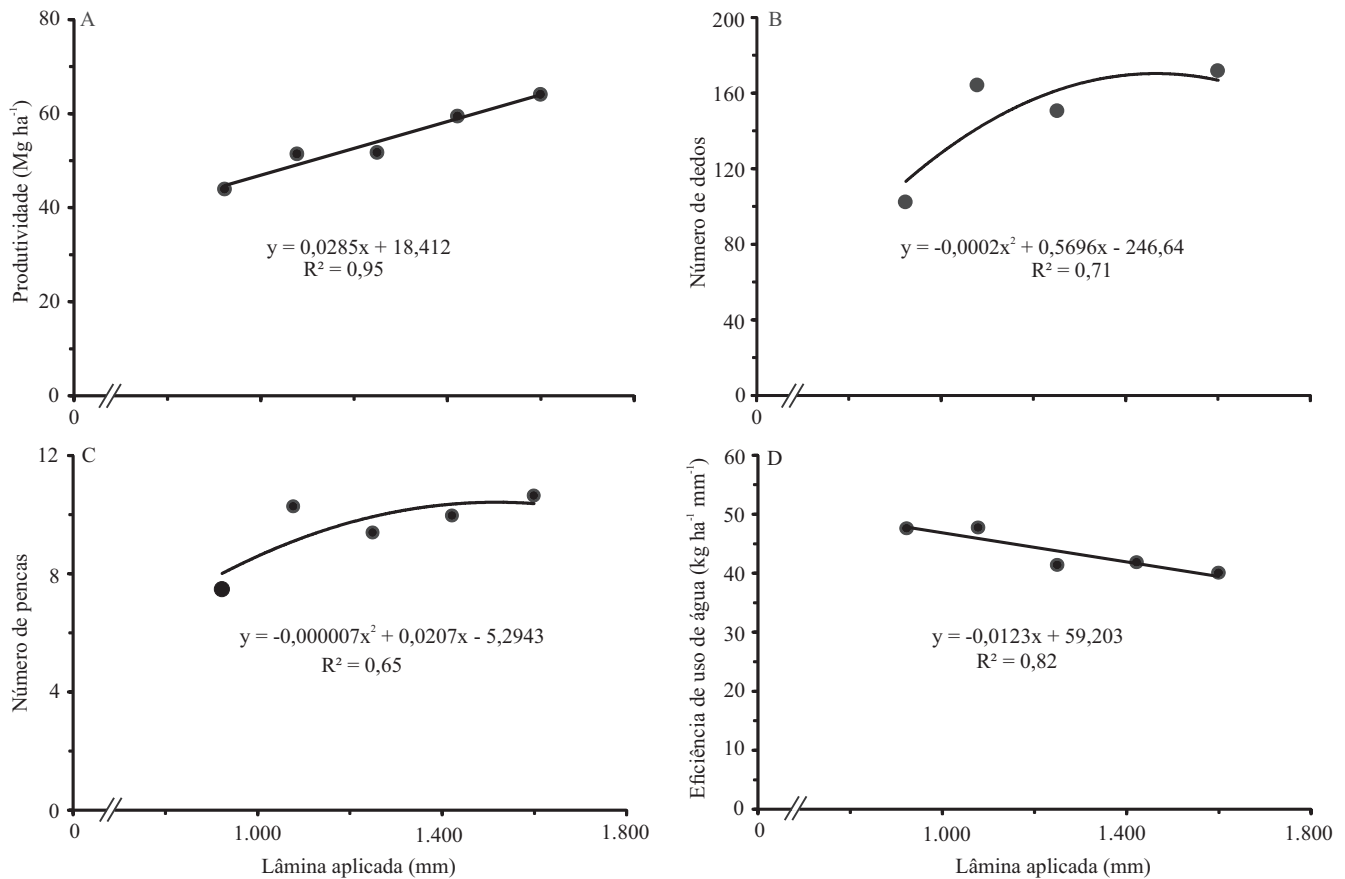 A
Produtividade (Mg ha⁻¹)
80
60
40
20
0
0
y = 0,0285x + 18,412
R² = 0,95
B
Número de dedos
200
160
120
80
40
0
0
y = -0,0002x² + 0,5696x - 246,64
R² = 0,71
C
Número de pencas
12
8
4
0
0
1.000
1.400
1.800
y = -0,000007x² + 0,0207x - 5,2943
R² = 0,65
Lâmina aplicada (mm)
D
Eficiência de uso de água (kg ha⁻¹ mm⁻¹)
60
50
40
30
20
10
0
0
1.000
1.400
1.800
y = -0,0123x + 59,203
R² = 0,82
Lâmina aplicada (mm)